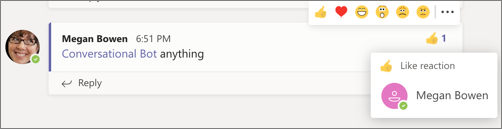 Megan Bowen 6:51 PM
1
Conversational Bot anything
Reply
Like reaction
Megan Bowen